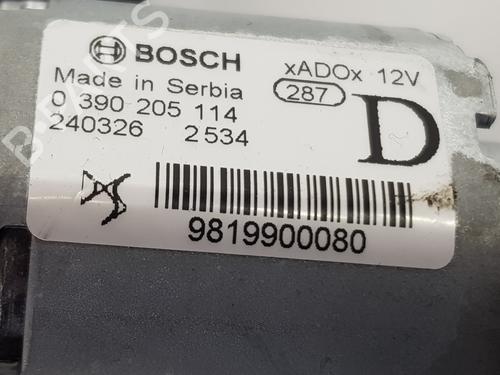 BOSCH xADOx 12V
Made in Serbia 287
0 390 205 114
240326 2534
D
9819900080